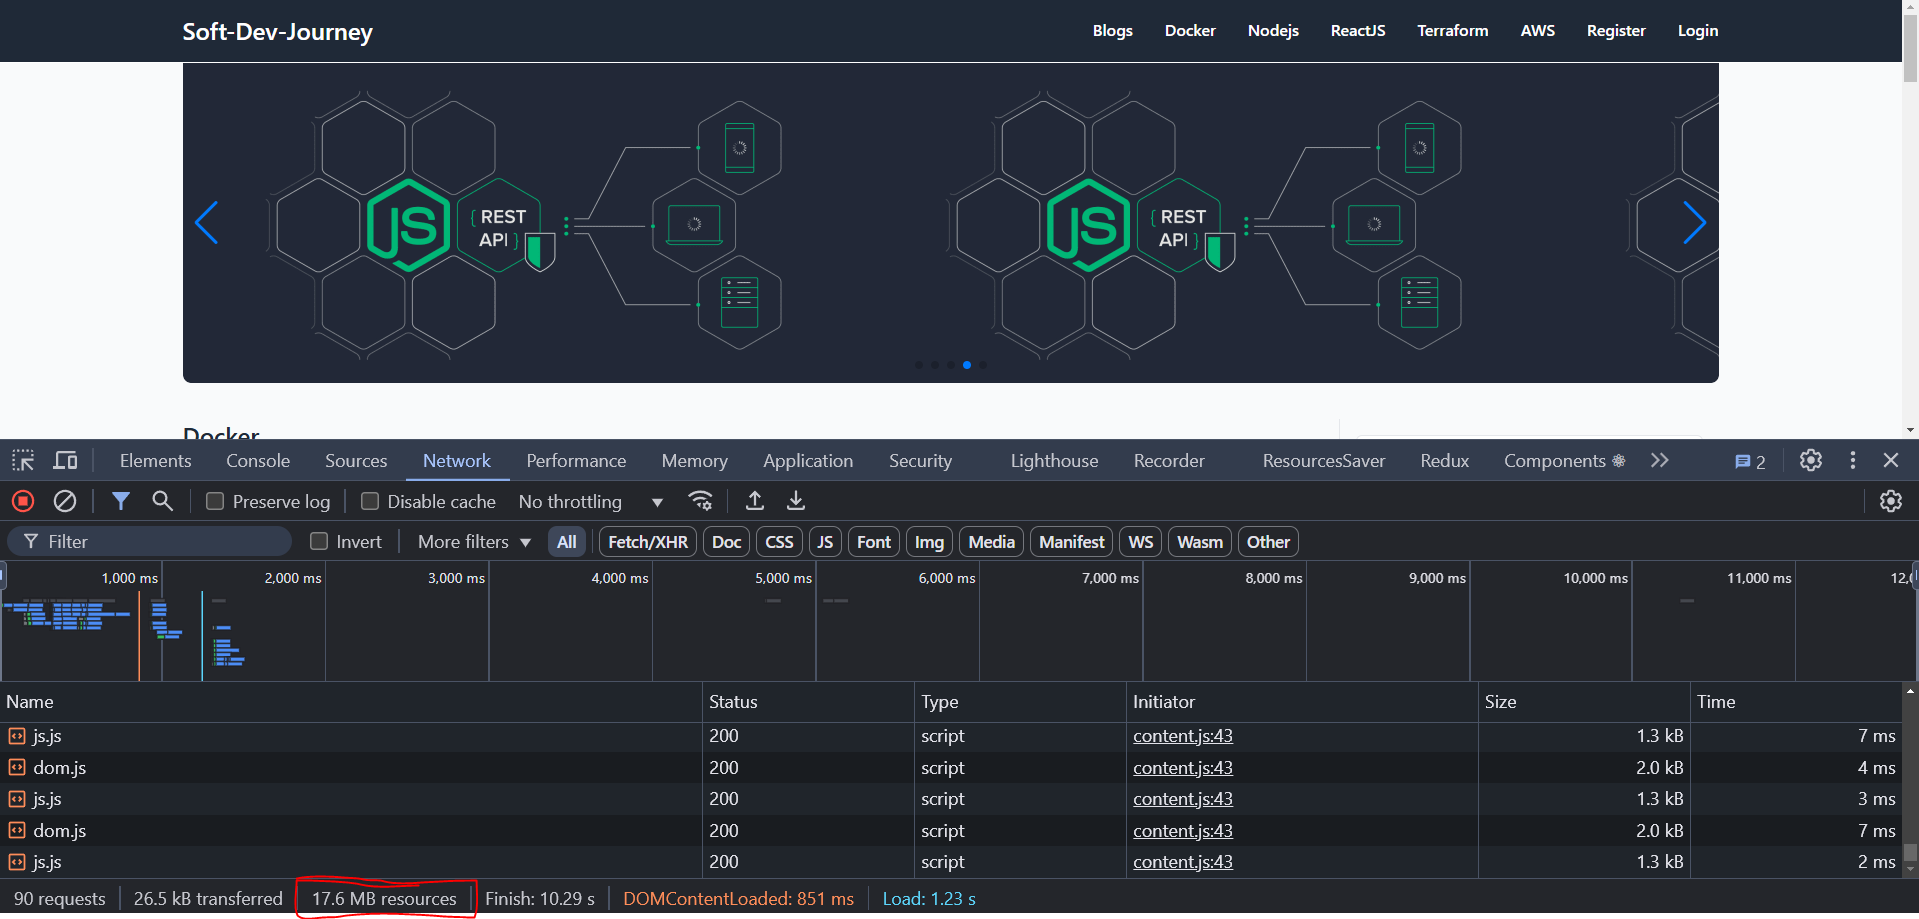 Soft-Dev-Journey Blogs Docker Nodejs ReactJS Terraform AWS Register Login
JS { REST API } JS { REST API }
Docker
Elements Console Sources Network Performance Memory Application Security Lighthouse Recorder ResourcesSaver Redux Components 2
Preserve log Disable cache No throttling
Filter Invert More filters All Fetch/XHR Doc CSS JS Font Img Media Manifest WS Wasm Other
1,000 ms 2,000 ms 3,000 ms 4,000 ms 5,000 ms 6,000 ms 7,000 ms 8,000 ms 9,000 ms 10,000 ms 11,000 ms 12,
Name Status Type Initiator Size Time
js.js 200 script content.js:43 1.3 kB 7 ms
dom.js 200 script content.js:43 2.0 kB 4 ms
js.js 200 script content.js:43 1.3 kB 3 ms
dom.js 200 script content.js:43 2.0 kB 7 ms
js.js 200 script content.js:43 1.3 kB 2 ms
90 requests 26.5 kB transferred 17.6 MB resources Finish: 10.29 s DOMContentLoaded: 851 ms Load: 1.23 s